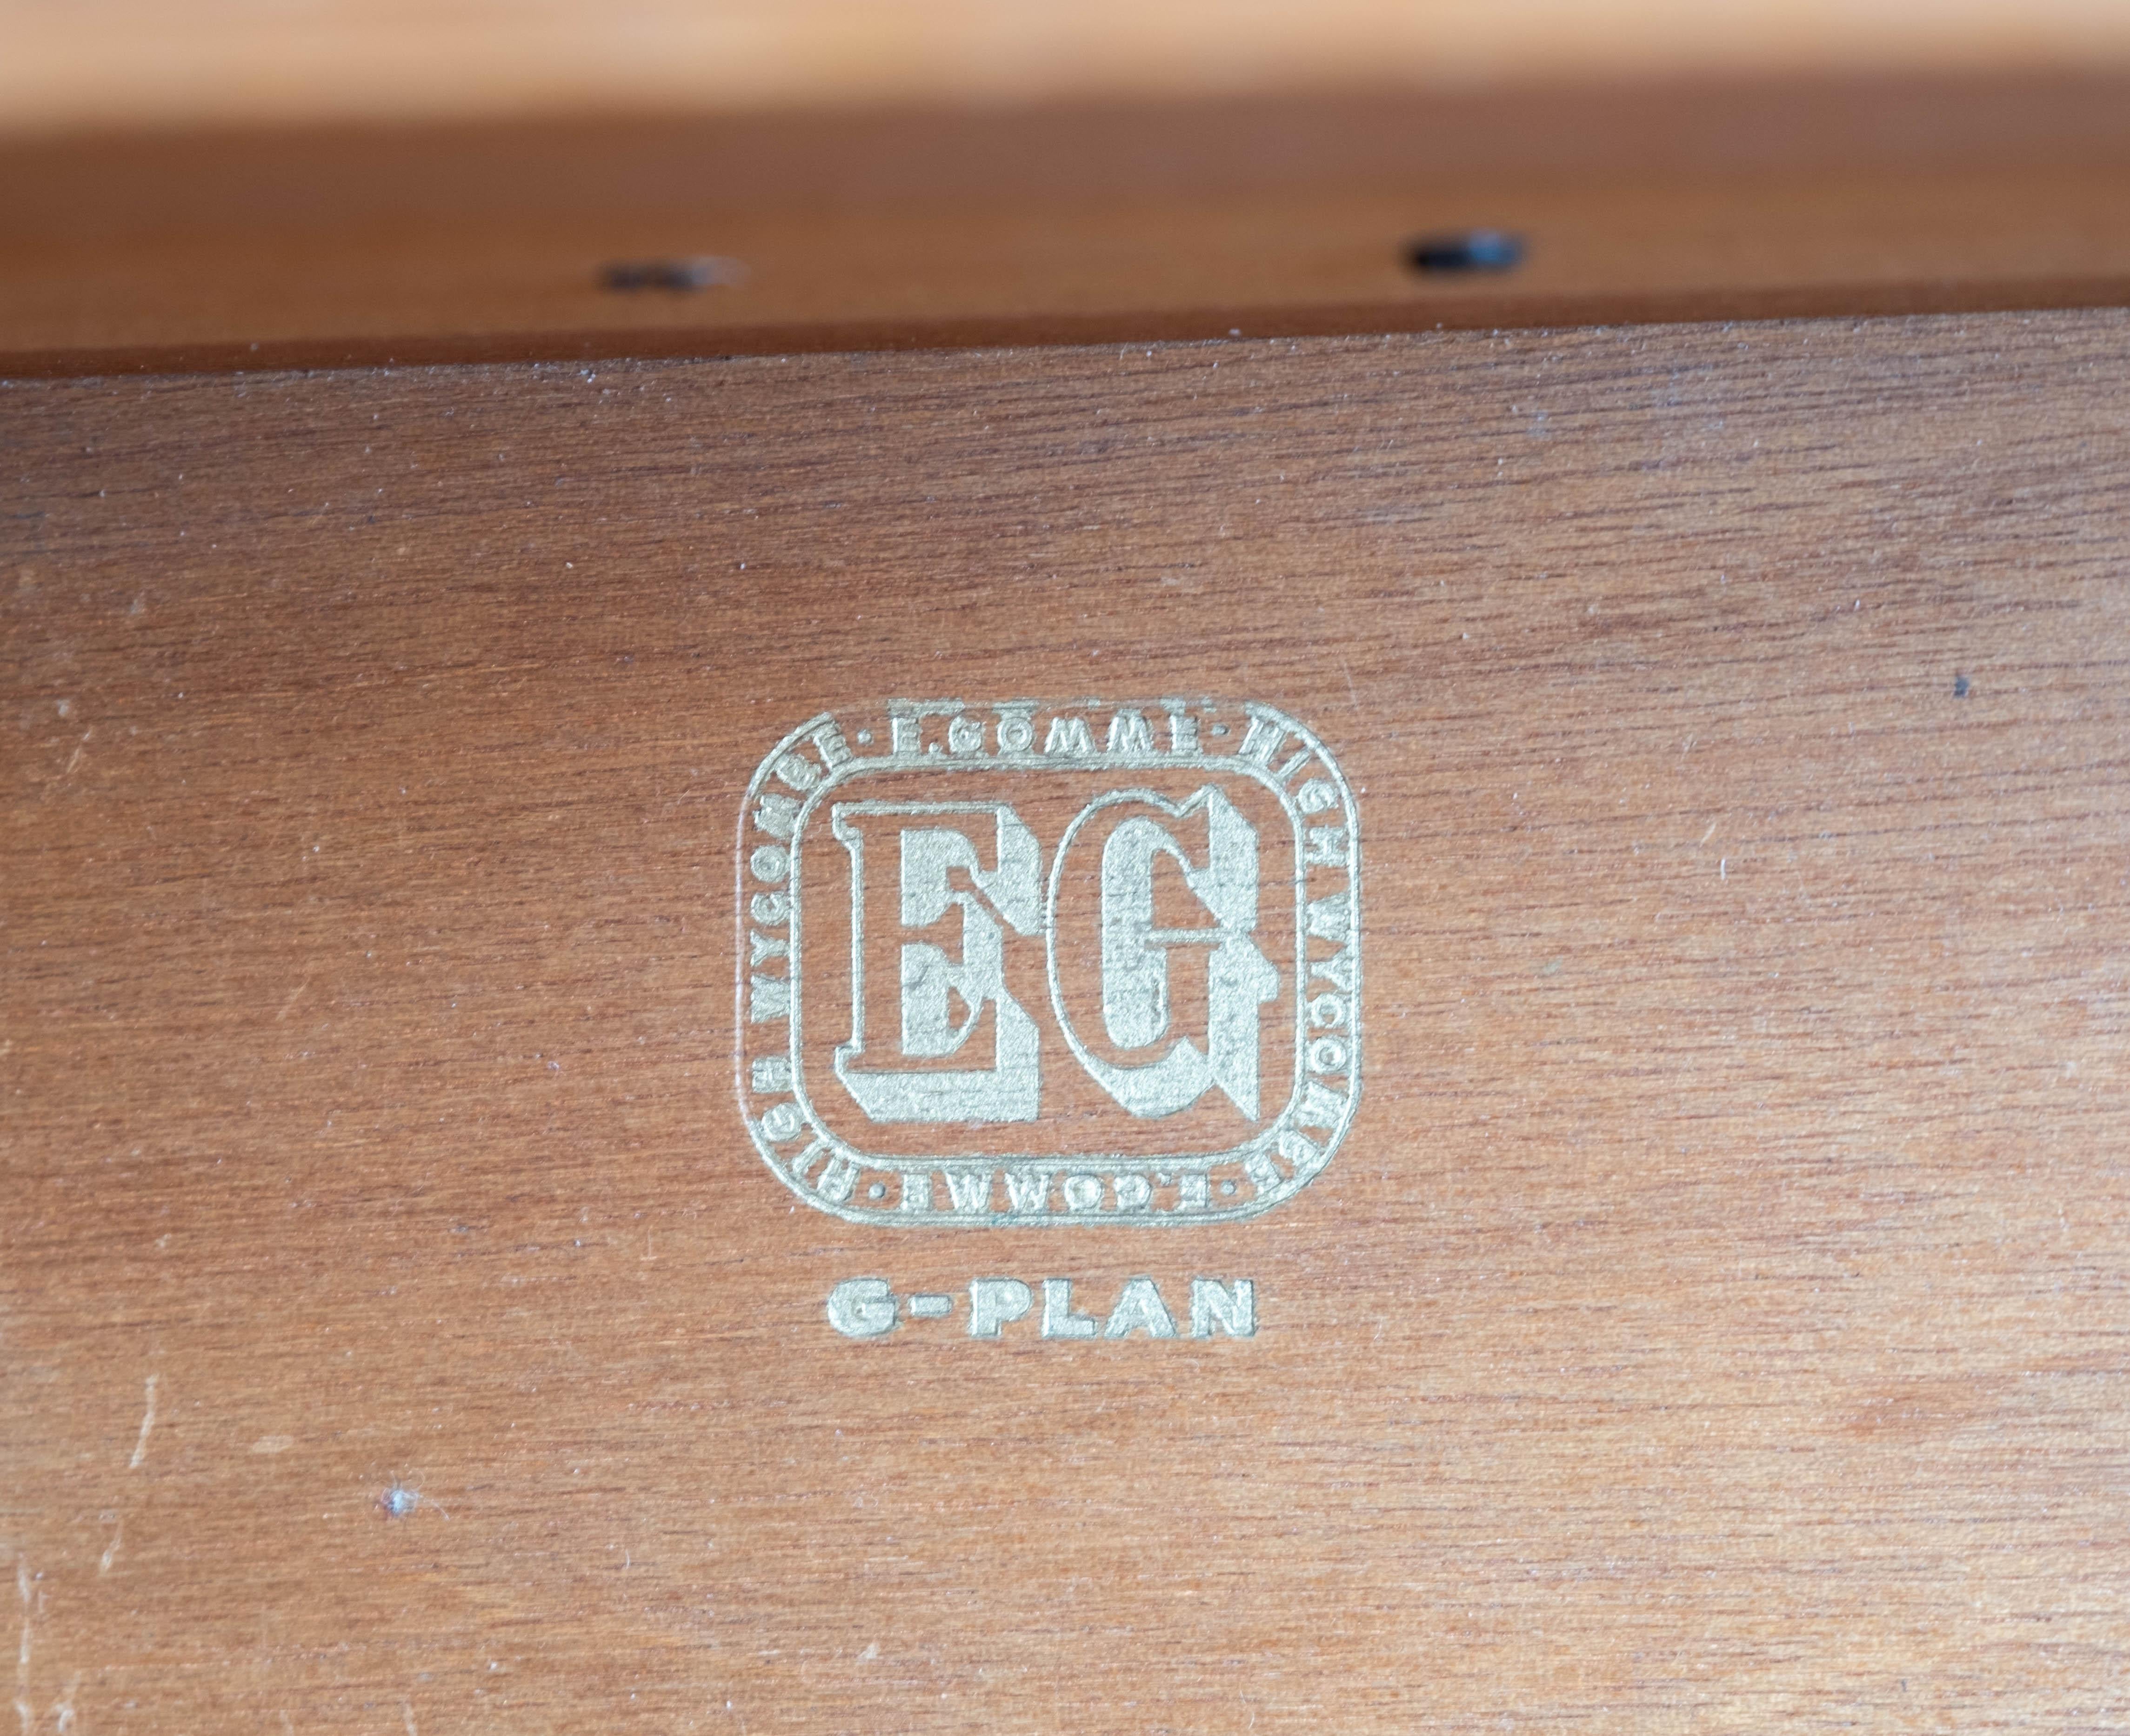 E.GOMME · HIGH WYCOMBE · E.GOMME · HIGH WYCOMBE ·
EG
G-PLAN